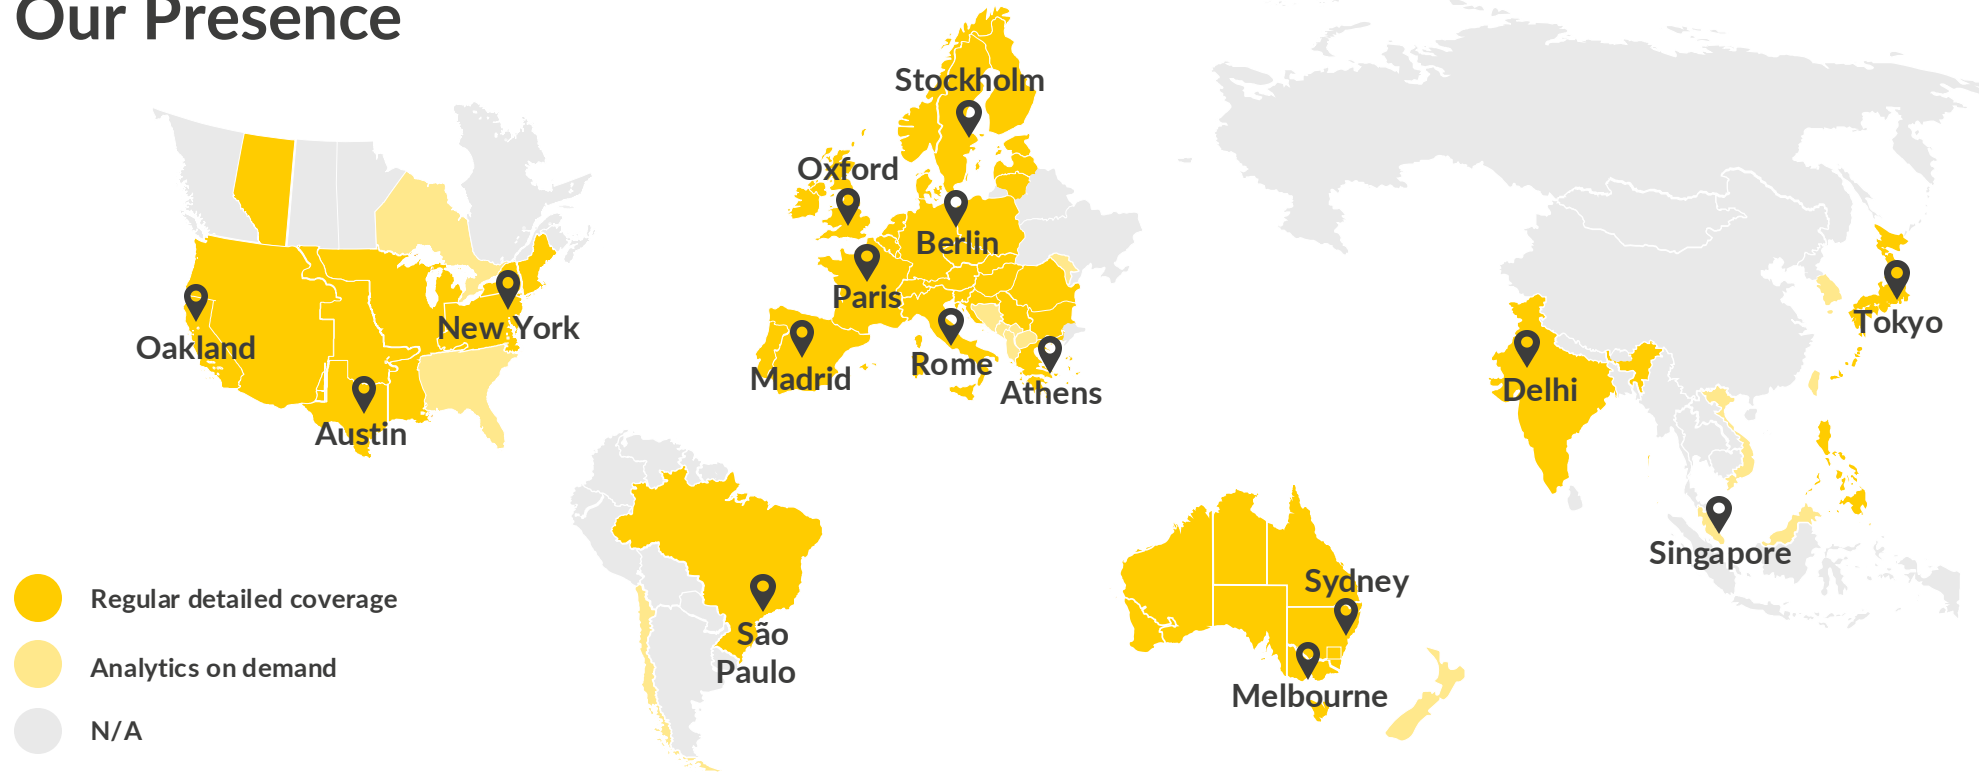 Our Presence
Stockholm
Oxford
Berlin
Paris
New York
Oakland
Madrid
Rome
Athens
Austin
Tokyo
Delhi
Singapore
Sydney
São
Paulo
Melbourne
Regular detailed coverage
Analytics on demand
N/A